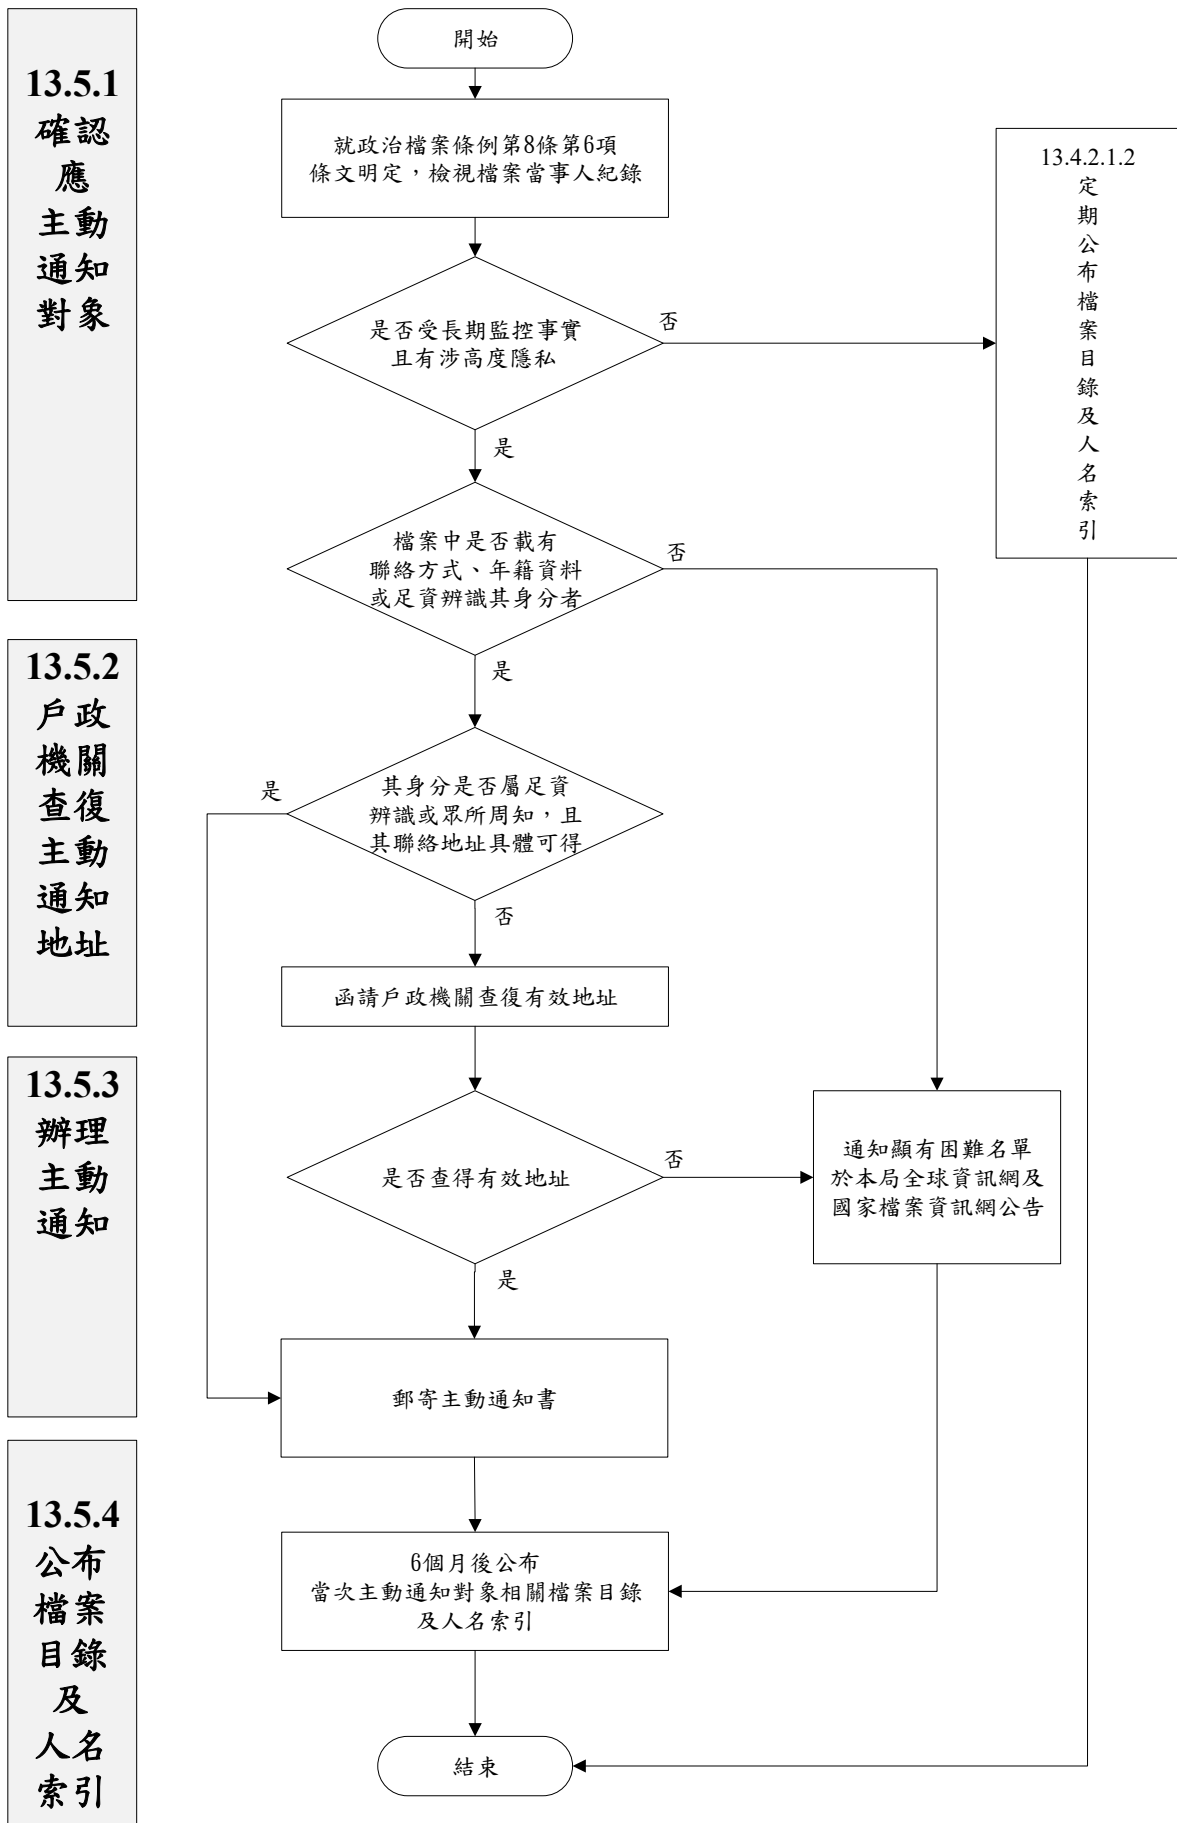 13.5.1
確認
應
主動
通知
對象
13.5.2
戶政
機關
查復
主動
通知
地址
13.5.3
辦理
主動
通知
13.5.4
公布
檔案
目錄
及
人名
索引
開始
就政治檔案條例第8條第6項
條文明定，檢視檔案當事人紀錄
是否受長期監控事實
且有涉高度隱私
否
是
13.4.2.1.2
定期公布檔案目錄及人名索引
檔案中是否載有
聯絡方式、年籍資料
或足資辨識其身分者
否
是
其身分是否屬足資
辨識或眾所周知，且
其聯絡地址具體可得
是
否
函請戶政機關查復有效地址
是否查得有效地址
否
是
通知顯有困難名單
於本局全球資訊網及
國家檔案資訊網公告
郵寄主動通知書
6個月後公布
當次主動通知對象相關檔案目錄
及人名索引
結束